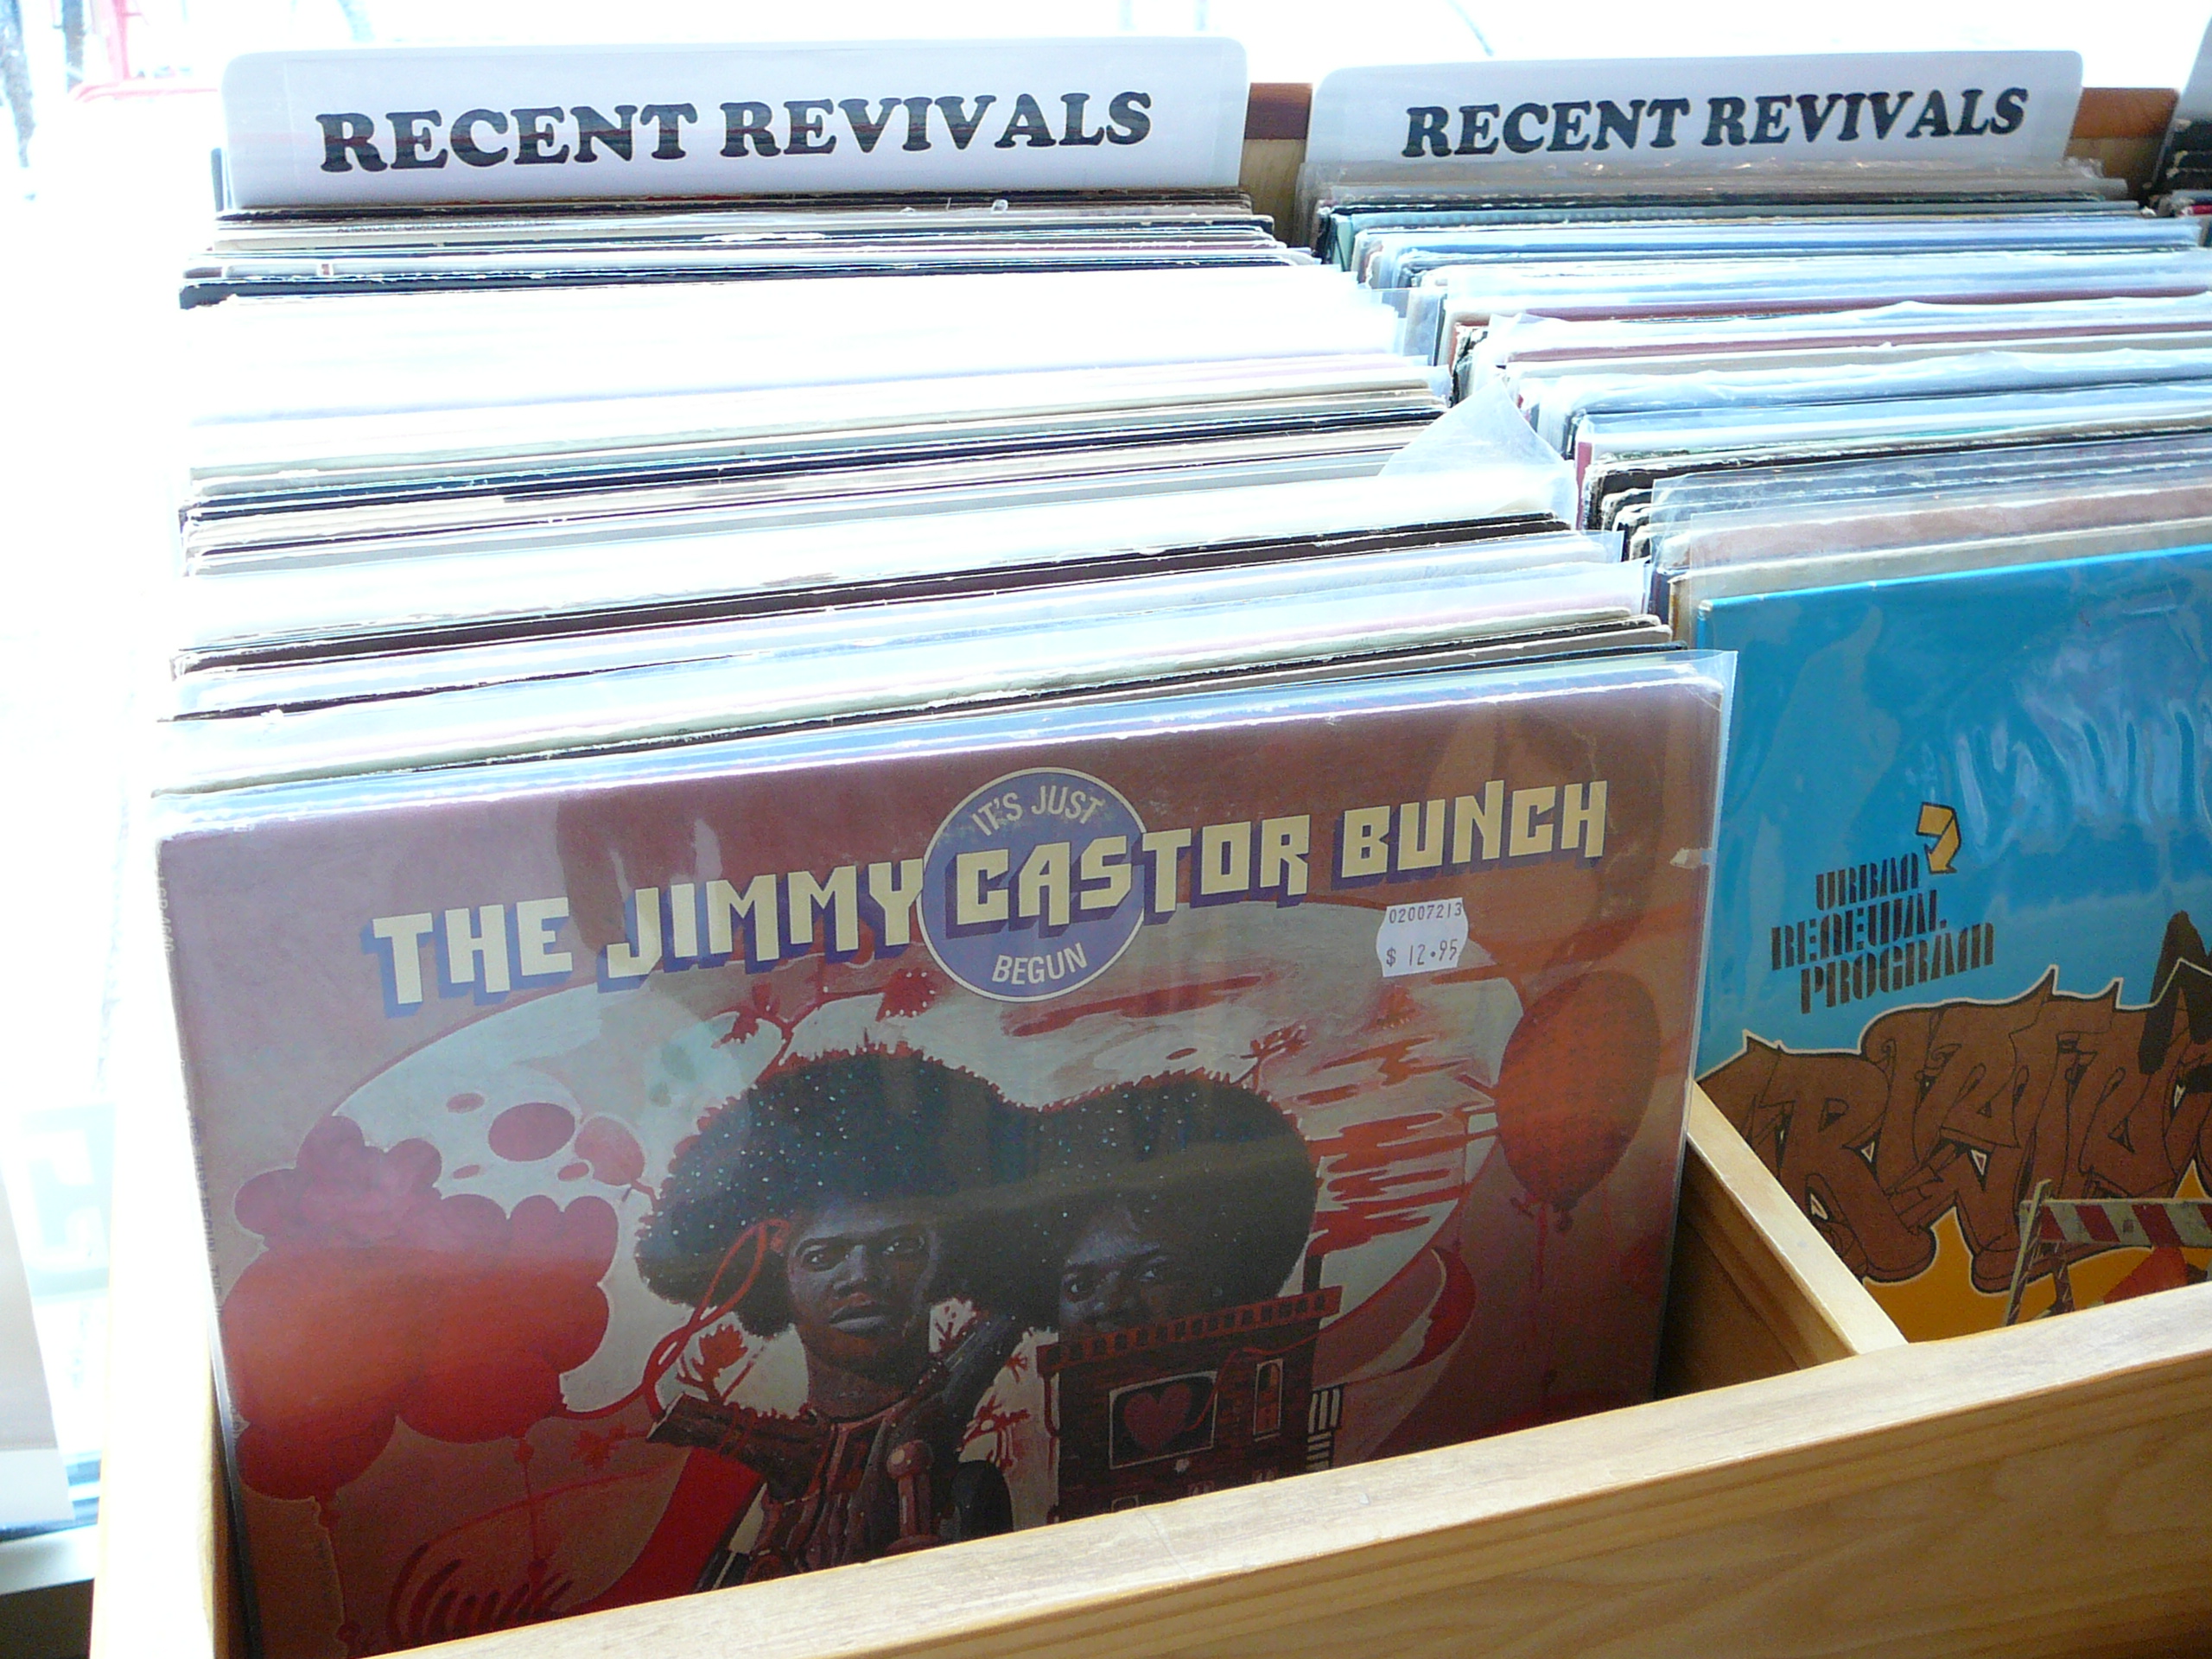 RECENT REVIVALS
RECENT REVIVALS
IT'S JUST
THE JIMMY CASTOR BUNCH
BEGUN
02007213
$ 12.95
URBAN
RENEWAL
PROGRAM